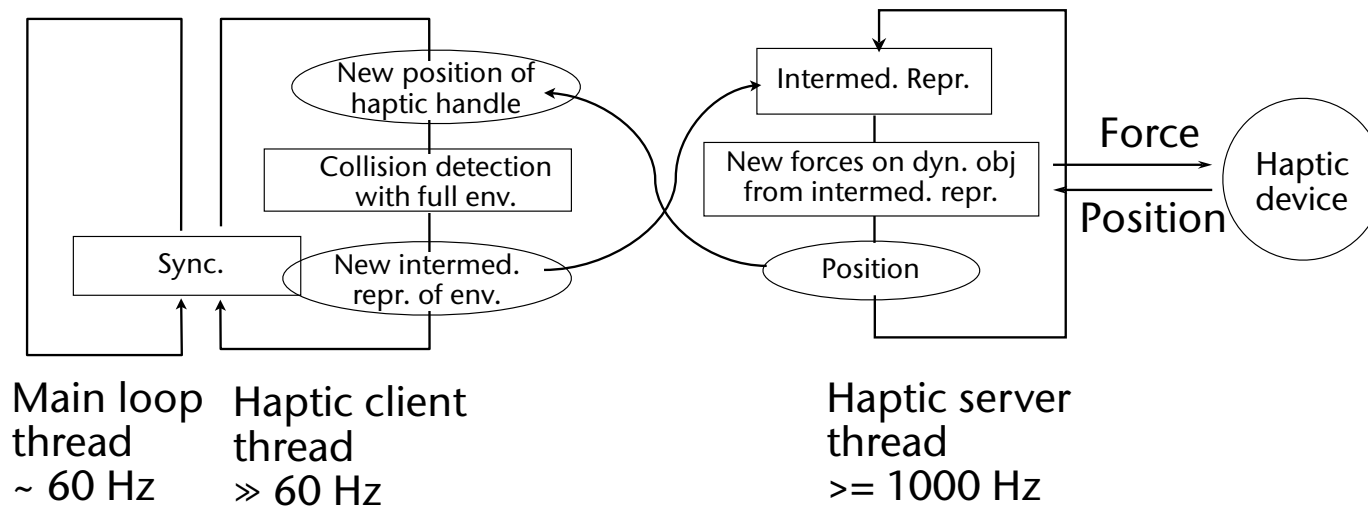 New position of
haptic handle
Collision detection
with full env.
Sync.
New intermed.
repr. of env.
Intermed. Repr.
New forces on dyn. obj
from intermed. repr.
Position
Force
Position
Haptic
device
Main loop
thread
~ 60 Hz
Haptic client
thread
» 60 Hz
Haptic server
thread
>= 1000 Hz